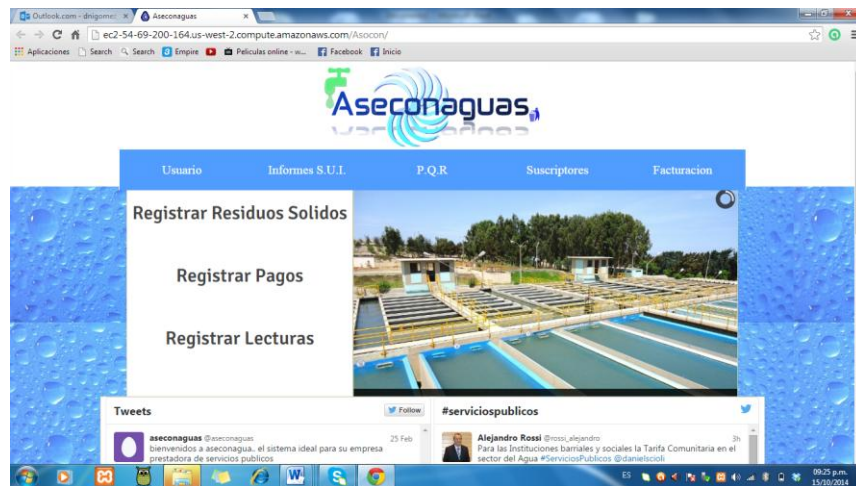 Outlook.com - dnigomez
Aseconaguas
ec2-54-69-200-164.us-west-2.compute.amazonaws.com/Asocon/
Aplicaciones Search Search Empire Peliculas online - w... Facebook Inicio
Aseconaguas
Usuario Informes S.U.I. P.Q.R Suscriptores Facturacion
Registrar Residuos Solidos
Registrar Pagos
Registrar Lecturas
Tweets Follow
aseconaguas @aseconaguas 25 Feb
bienvenidos a aseconagua.. el sistema ideal para su empresa
prestadora de servicios publicos
#serviciospublicos
Alejandro Rossi @rossi_alejandro 3h
Para las Instituciones barriales y sociales la Tarifa Comunitaria en el
sector del Agua #ServiciosPublicos @danielscioli
ES
09:25 p.m.
15/10/2014